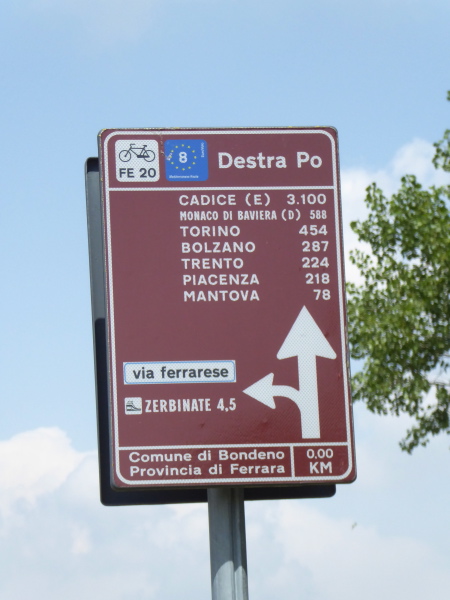 FE 20
8
Destra Po
CADICE (E) 3.100
MONACO DI BAVIERA (D) 588
TORINO 454
BOLZANO 287
TRENTO 224
PIACENZA 218
MANTOVA 78
via ferrarese
ZERBINATE 4,5
Comune di Bondeno
Provincia di Ferrara
0,00
KM